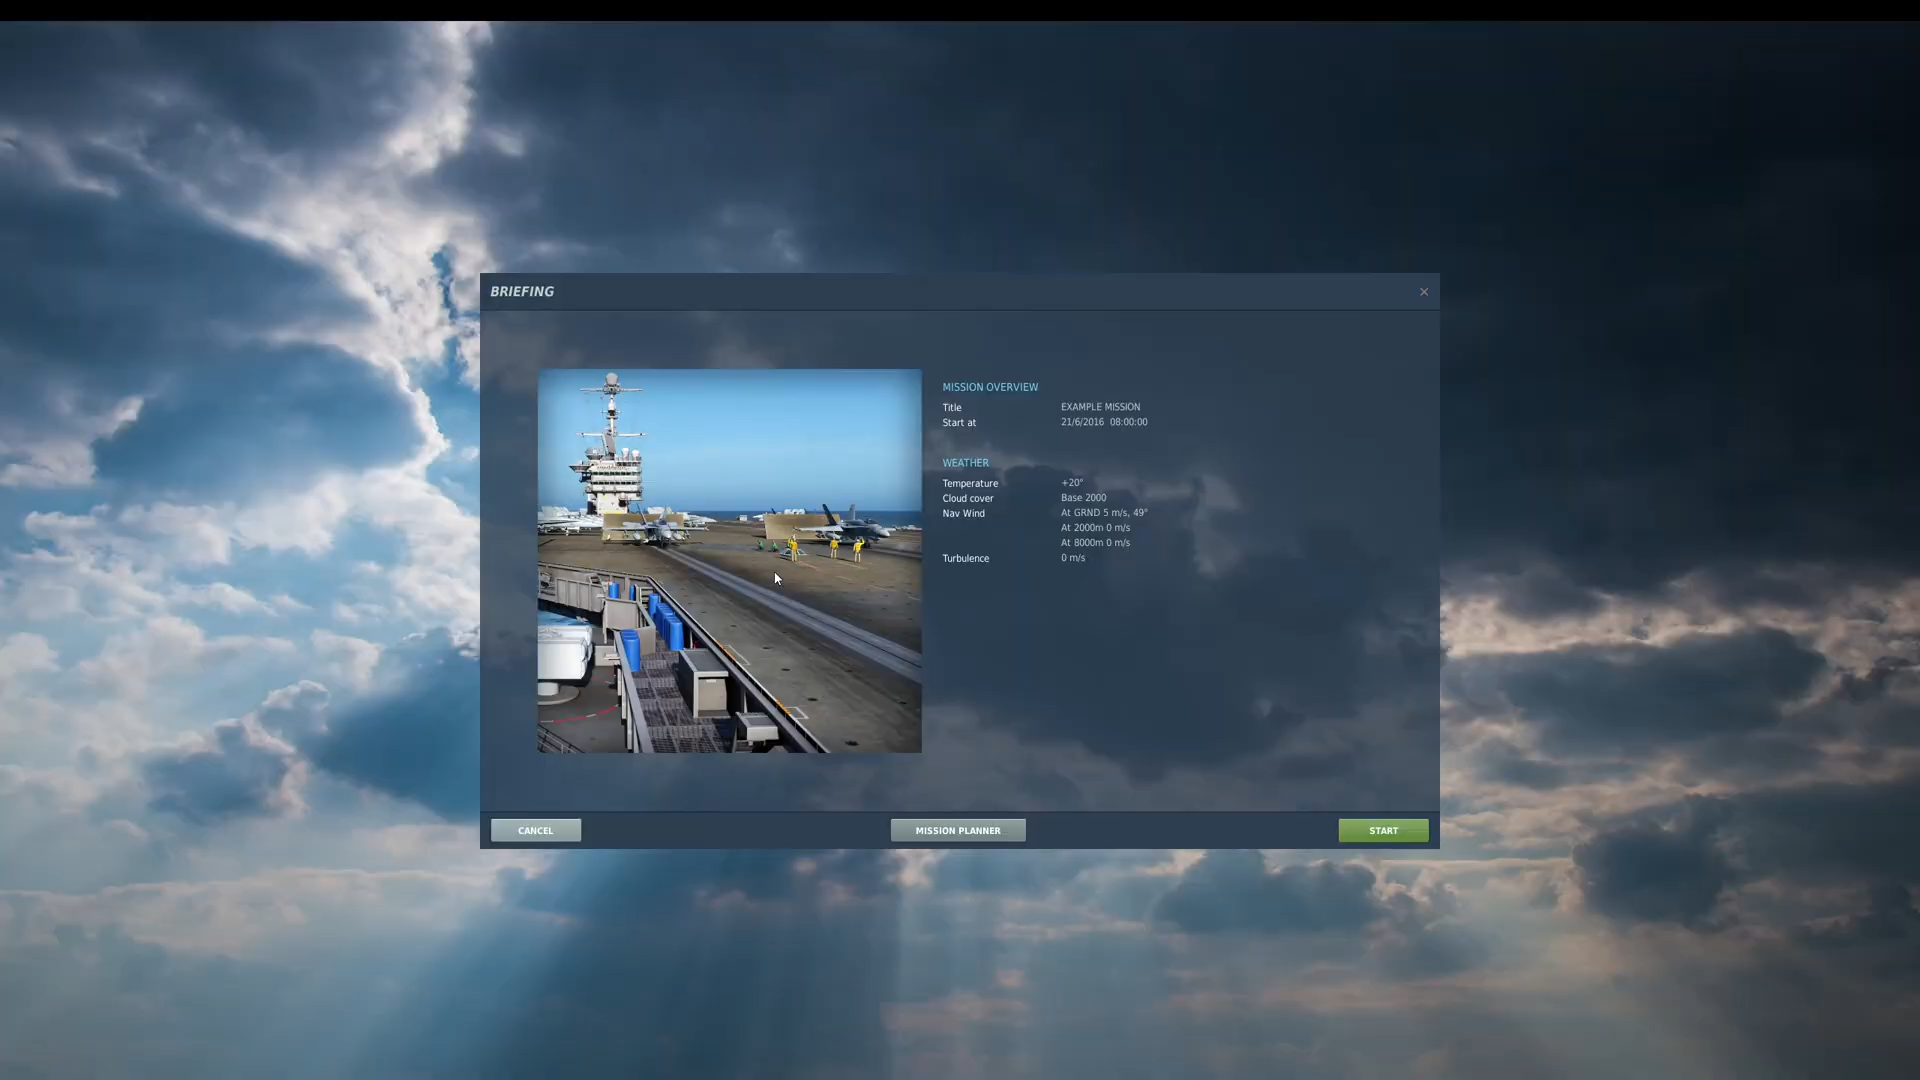 BRIEFING
MISSION OVERVIEW
Title EXAMPLE MISSION
Start at 21/6/2016 08:00:00
WEATHER
Temperature +20°
Cloud cover Base 2000
Nav Wind At GRND 5 m/s, 49°
At 2000m 0 m/s
At 8000m 0 m/s
Turbulence 0 m/s
CANCEL MISSION PLANNER START